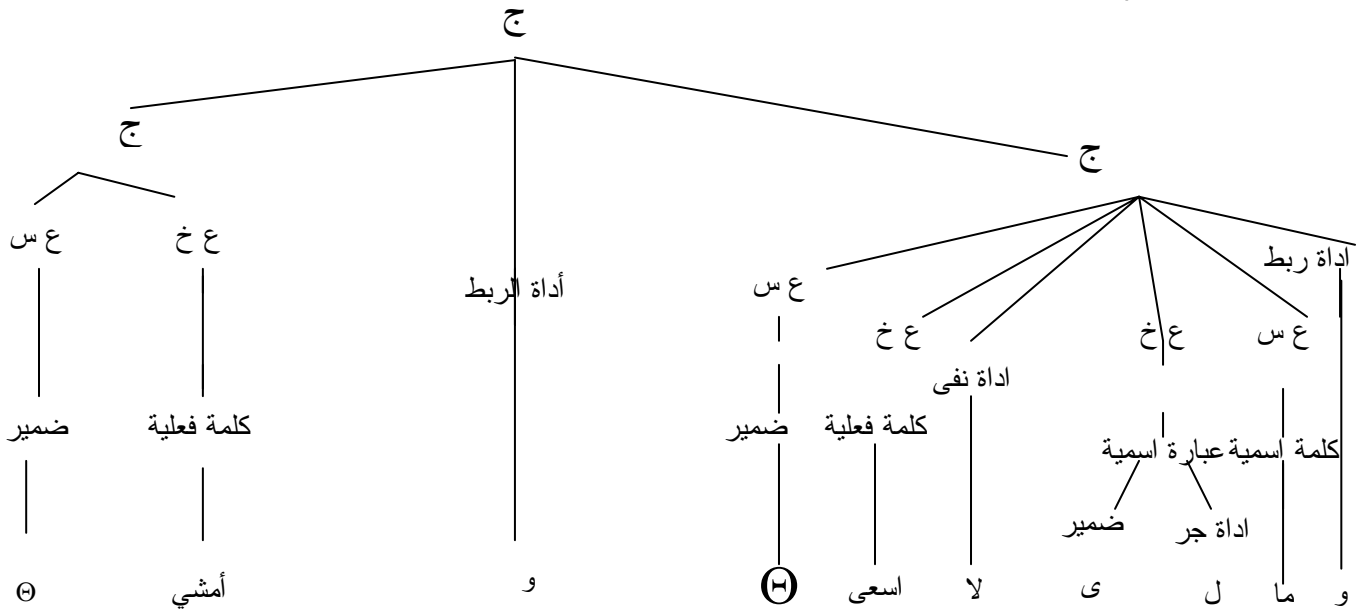 ج
ج
ج
اداة ربط
ع س
ع خ
ع س
ع خ
أداة الربط
ع خ
ع س
اداة نفى
كلمة اسمية
عبارة اسمية
كلمة فعلية
ضمير
كلمة فعلية
ضمير
اداة جر
ضمير
و ما ل ى لا اسعى Θ و أمشي Θ